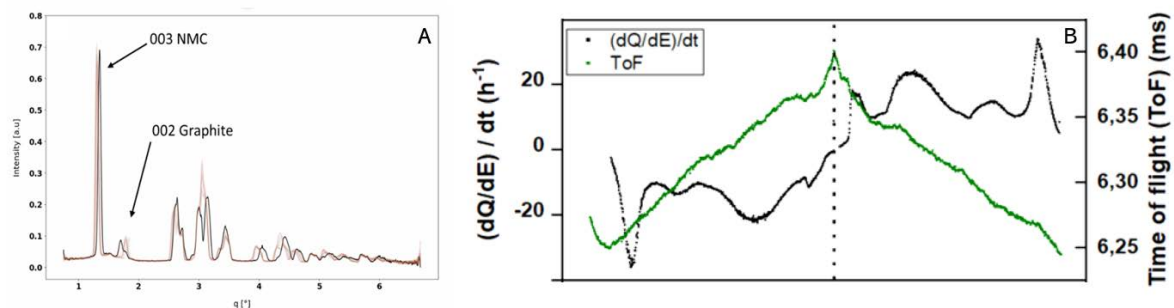 A
003 NMC
002 Graphite
Intensity [a.u]
0.8
0.7
0.6
0.5
0.4
0.3
0.2
0.1
0.0
1 2 3 4 5 6
q [°]
B
(dQ/dE)/dt
ToF
(dQ/dE) / dt (h⁻¹)
20
0
-20
6,40
6,35
6,30
6,25
Time of flight (ToF) (ms)